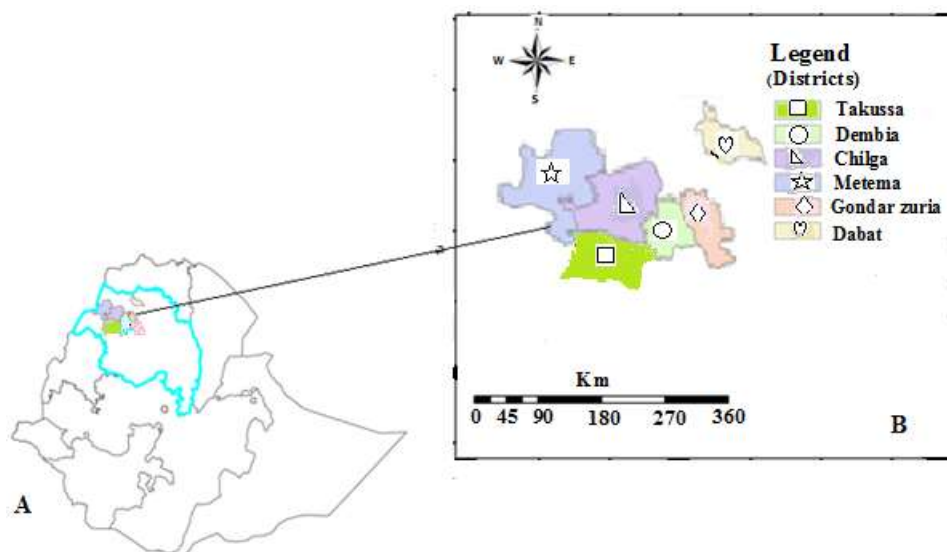 N
W E
S
Legend
(Districts)
Takussa
Dembia
Chilga
Metema
Gondar zuria
Dabat
Km
0 45 90 180 270 360
B
A